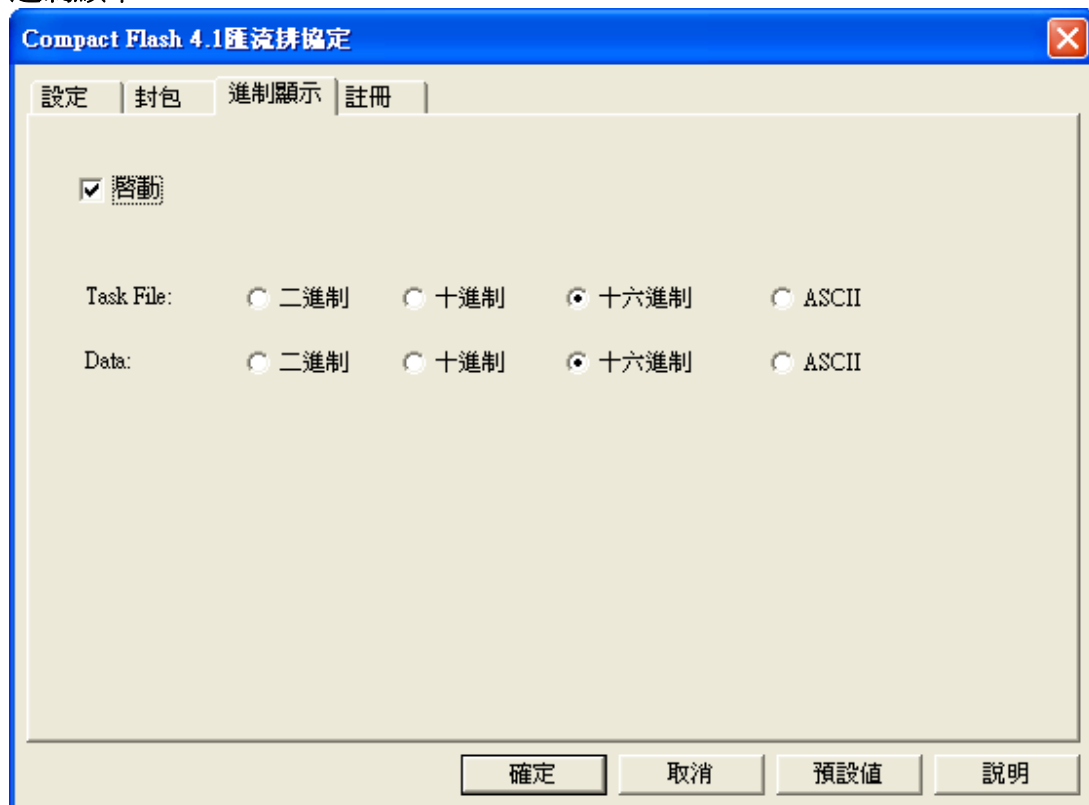 Compact Flash 4.1匯流排協定
設定 封包 進制顯示 註冊
啓動
Task File: 二進制 十進制 十六進制 ASCII
Data: 二進制 十進制 十六進制 ASCII
確定 取消 預設值 說明